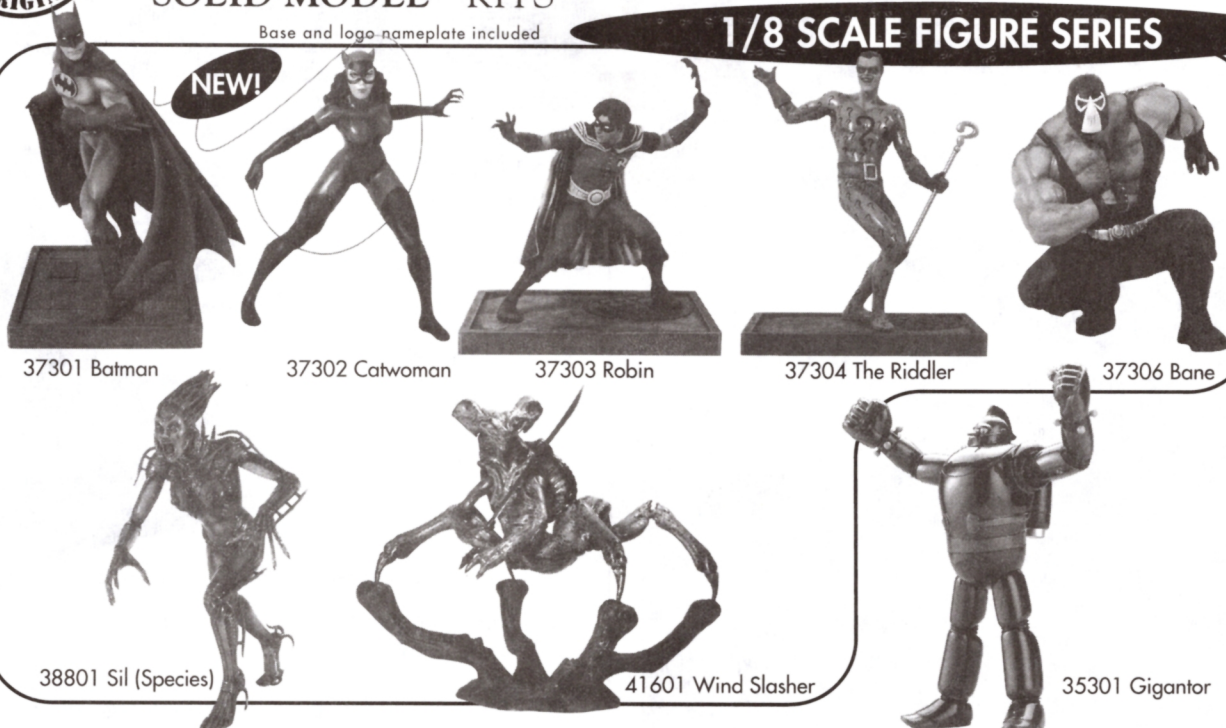 SOLID MODEL KITS
Base and logo nameplate included
1/8 SCALE FIGURE SERIES
NEW!
37301 Batman
37302 Catwoman
37303 Robin
37304 The Riddler
37306 Bane
38801 Sil (Species)
41601 Wind Slasher
35301 Gigantor